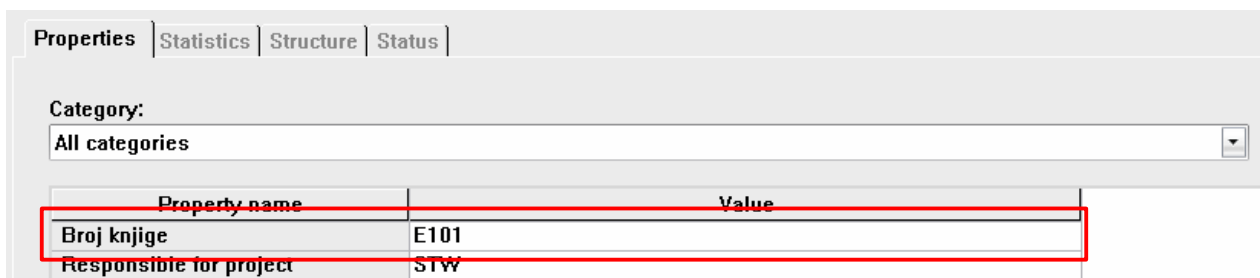 Properties Statistics Structure Status
Category:
All categories
Property name Value
Broj knjige E101
Responsible for project STW